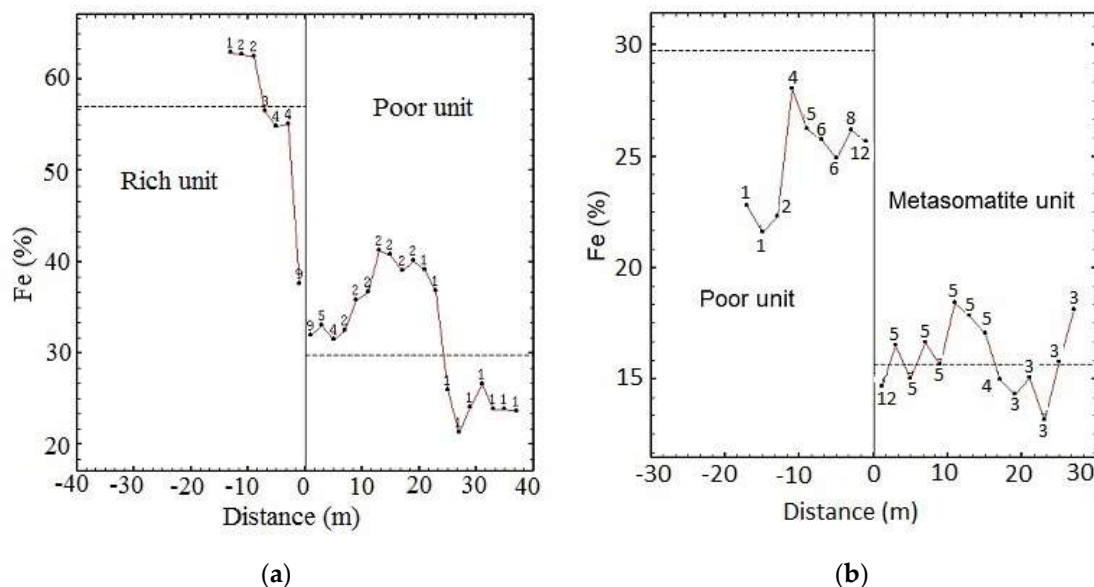 Fe (%)
60
50
40
30
20
1 2 2 3 4 4 9
9 5 4 2 2 2 2 2 2 2 1 1 1 1 1 1 1 1 1
Rich unit
Poor unit
-40 -30 -20 -10 0 10 20 30 40
Distance (m)
(a)
Fe (%)
30
25
20
15
1 1 2 4 5 6 6 8 12
12 5 5 5 5 5 5 5 4 3 3 3 3 3
Poor unit
Metasomatite unit
-30 -20 -10 0 10 20 30
Distance (m)
(b)